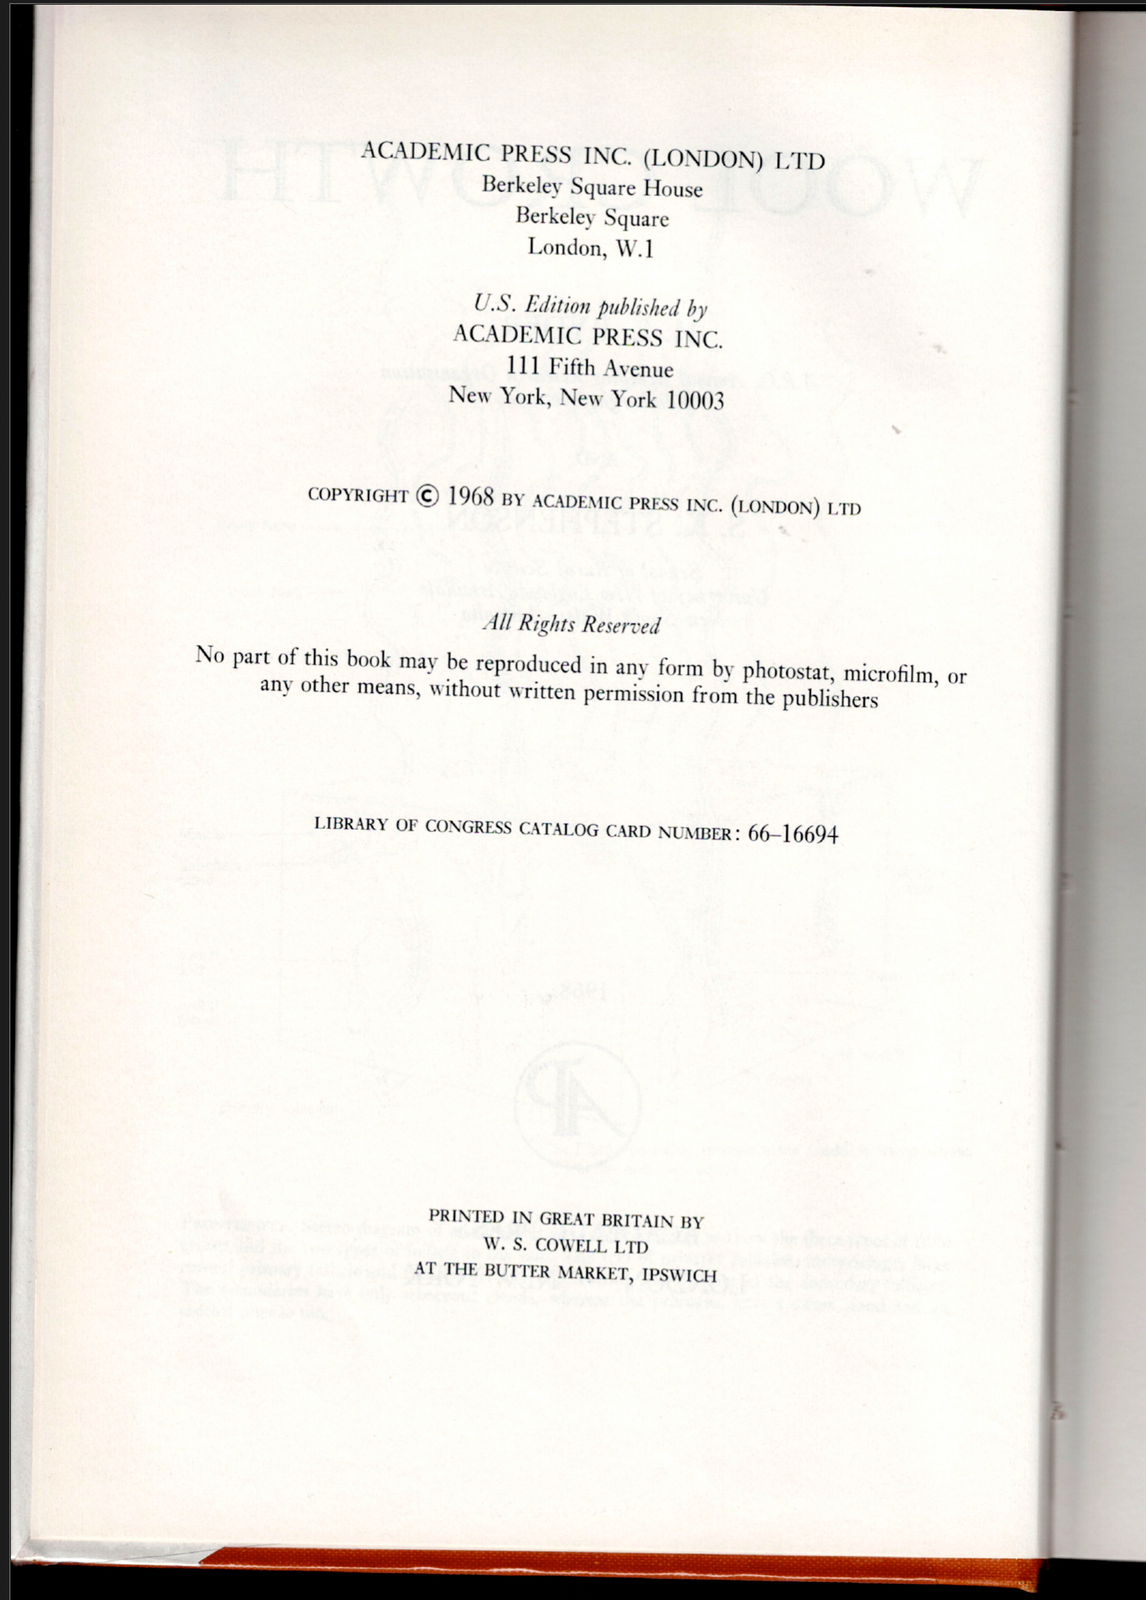 ACADEMIC PRESS INC. (LONDON) LTD
Berkeley Square House
Berkeley Square
London, W.1
U.S. Edition published by
ACADEMIC PRESS INC.
111 Fifth Avenue
New York, New York 10003
COPYRIGHT © 1968 BY ACADEMIC PRESS INC. (LONDON) LTD
All Rights Reserved
No part of this book may be reproduced in any form by photostat, microfilm, or
any other means, without written permission from the publishers
LIBRARY OF CONGRESS CATALOG CARD NUMBER: 66–16694
PRINTED IN GREAT BRITAIN BY
W. S. COWELL LTD
AT THE BUTTER MARKET, IPSWICH